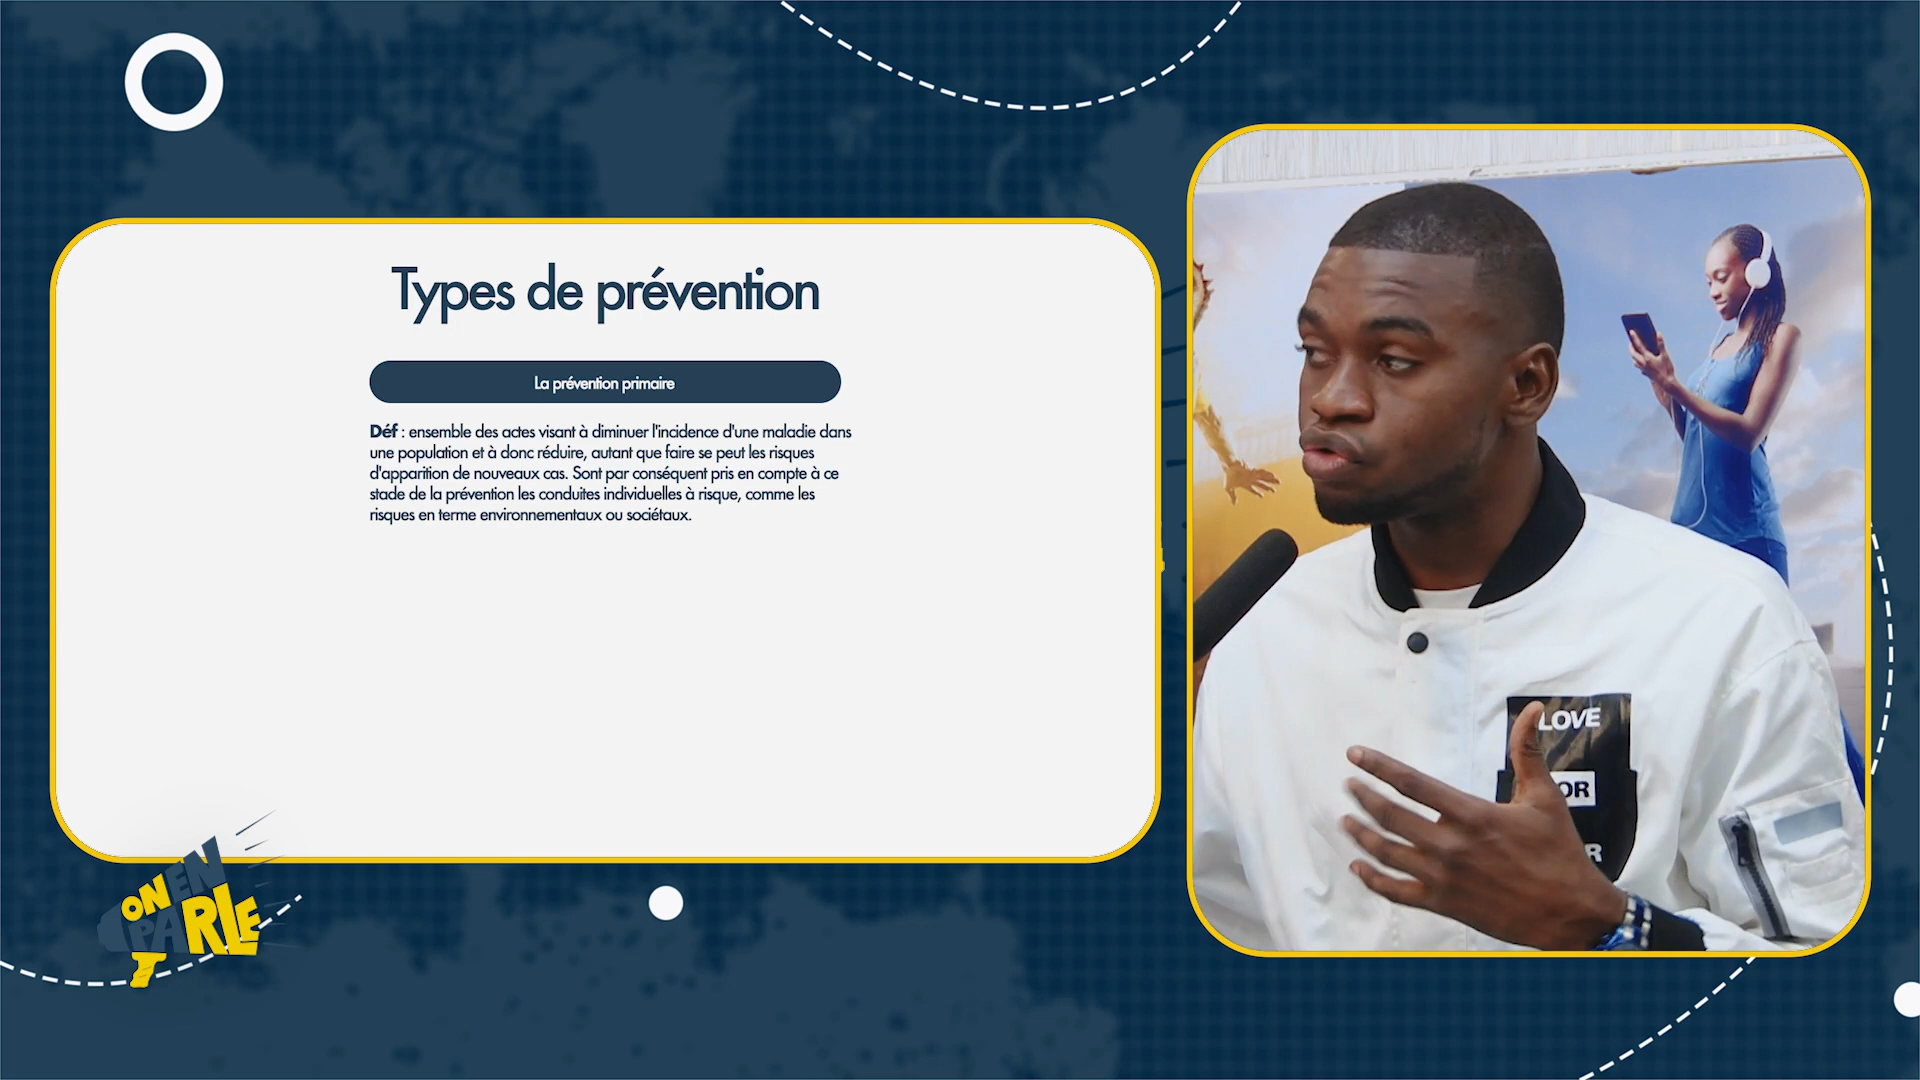 Types de prévention
La prévention primaire
Déf : ensemble des actes visant à diminuer l'incidence d'une maladie dans
une population et à donc réduire, autant que faire se peut les risques
d'apparition de nouveaux cas. Sont par conséquent pris en compte à ce
stade de la prévention les conduites individuelles à risque, comme les
risques en terme environnementaux ou sociétaux.
LOVE
OR
R
ON EN
PARLE